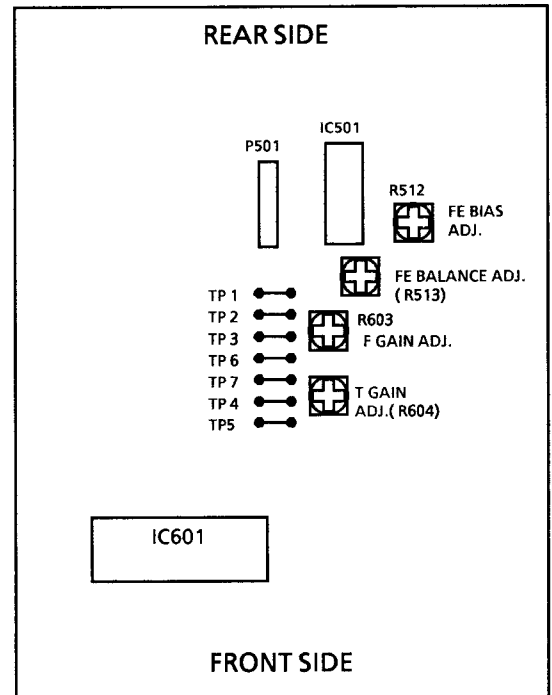 REAR SIDE
IC501
P501
R512
FE BIAS
ADJ.
FE BALANCE ADJ.
( R513)
TP 1
TP 2
R603
TP 3
F GAIN ADJ.
TP 6
TP 7
T GAIN
TP 4
ADJ.( R604)
TP5
IC601
FRONT SIDE